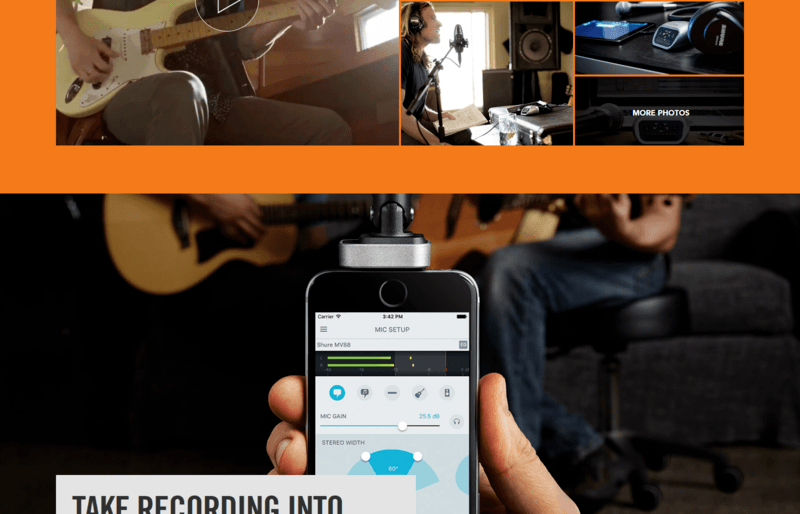 MORE PHOTOS
Carrier 3:42 PM
MIC SETUP
Shure MV88
MIC GAIN 25.5 dB
STEREO WIDTH
80°
TAKE RECORDING INTO